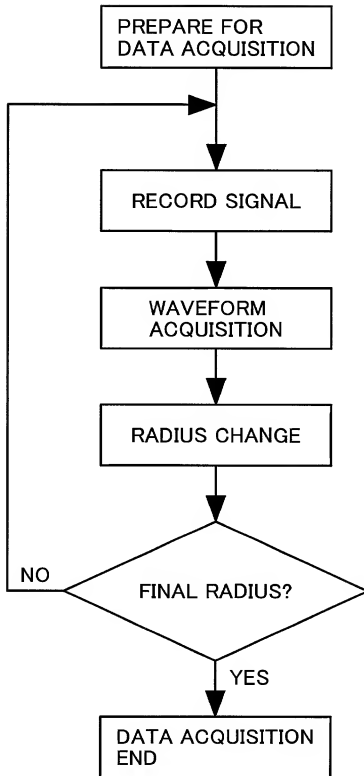 PREPARE FOR
DATA ACQUISITION
RECORD SIGNAL
WAVEFORM
ACQUISITION
RADIUS CHANGE
FINAL RADIUS?
NO
YES
DATA ACQUISITION
END